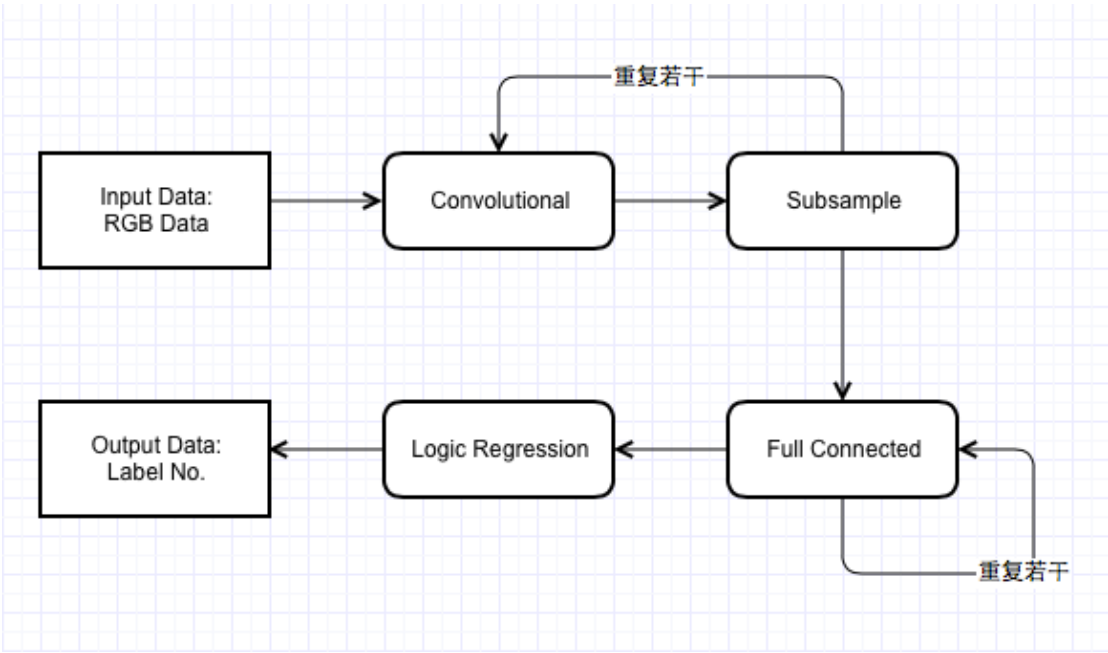 重复若干
Input Data:
RGB Data
Convolutional
Subsample
Output Data:
Label No.
Logic Regression
Full Connected
重复若干